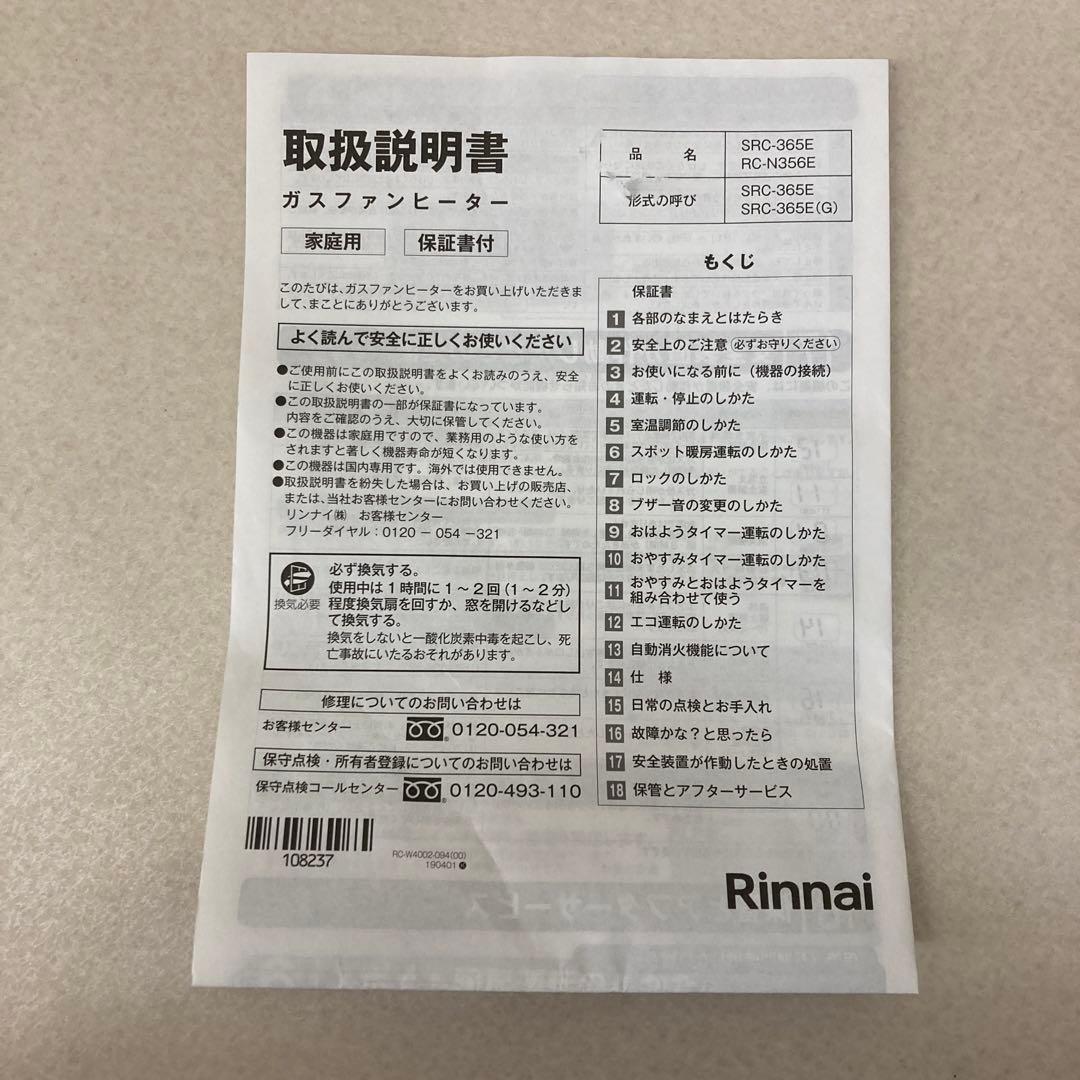 取扱説明書
ガスファンヒーター
家庭用
保証書付
品名
SRC-365E
RC-N356E
形式の呼び
SRC-365E
SRC-365E(G)
このたびは、ガスファンヒーターをお買い上げいただきま
して、まことにありがとうございます。
よく読んで安全に正しくお使いください
●ご使用前にこの取扱説明書をよくお読みのうえ、安全
に正しくお使いください。
●この取扱説明書の一部が保証書になっています。
内容をご確認のうえ、大切に保管してください。
●この機器は家庭用ですので、業務用のような使い方を
されますと著しく機器寿命が短くなります。
●この機器は国内専用です。海外では使用できません。
●取扱説明書を紛失した場合は、お買い上げの販売店、
または、当社お客様センターにお問い合わせください。
リンナイ㈱ お客様センター
フリーダイヤル：0120－054－321
換気必要
必ず換気する。
使用中は1時間に1～2回(1～2分)
程度換気扇を回すか、窓を開けるなどし
て換気する。
換気をしないと一酸化炭素中毒を起こし、死
亡事故にいたるおそれがあります。
修理についてのお問い合わせは
お客様センター 0120-054-321
保守点検・所有者登録についてのお問い合わせは
保守点検コールセンター 0120-493-110
108237
RC-W4002-094(00)
190401
もくじ
保証書
1 各部のなまえとはたらき
2 安全上のご注意 必ずお守りください
3 お使いになる前に（機器の接続）
4 運転・停止のしかた
5 室温調節のしかた
6 スポット暖房運転のしかた
7 ロックのしかた
8 ブザー音の変更のしかた
9 おはようタイマー運転のしかた
10 おやすみタイマー運転のしかた
11 おやすみとおはようタイマーを
組み合わせて使う
12 エコ運転のしかた
13 自動消火機能について
14 仕様
15 日常の点検とお手入れ
16 故障かな？と思ったら
17 安全装置が作動したときの処置
18 保管とアフターサービス
Rinnai